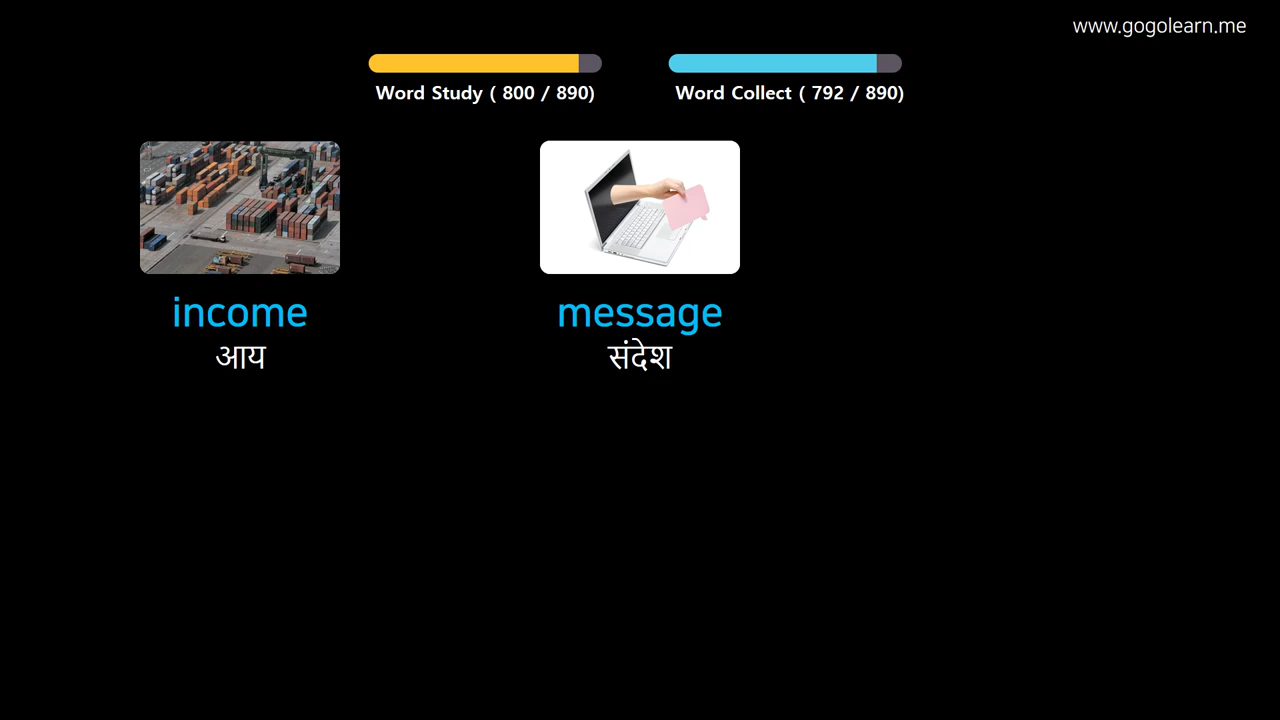 www.gogolearn.me
Word Study ( 800 / 890)
Word Collect ( 792 / 890)
income
आय
message
संदेश